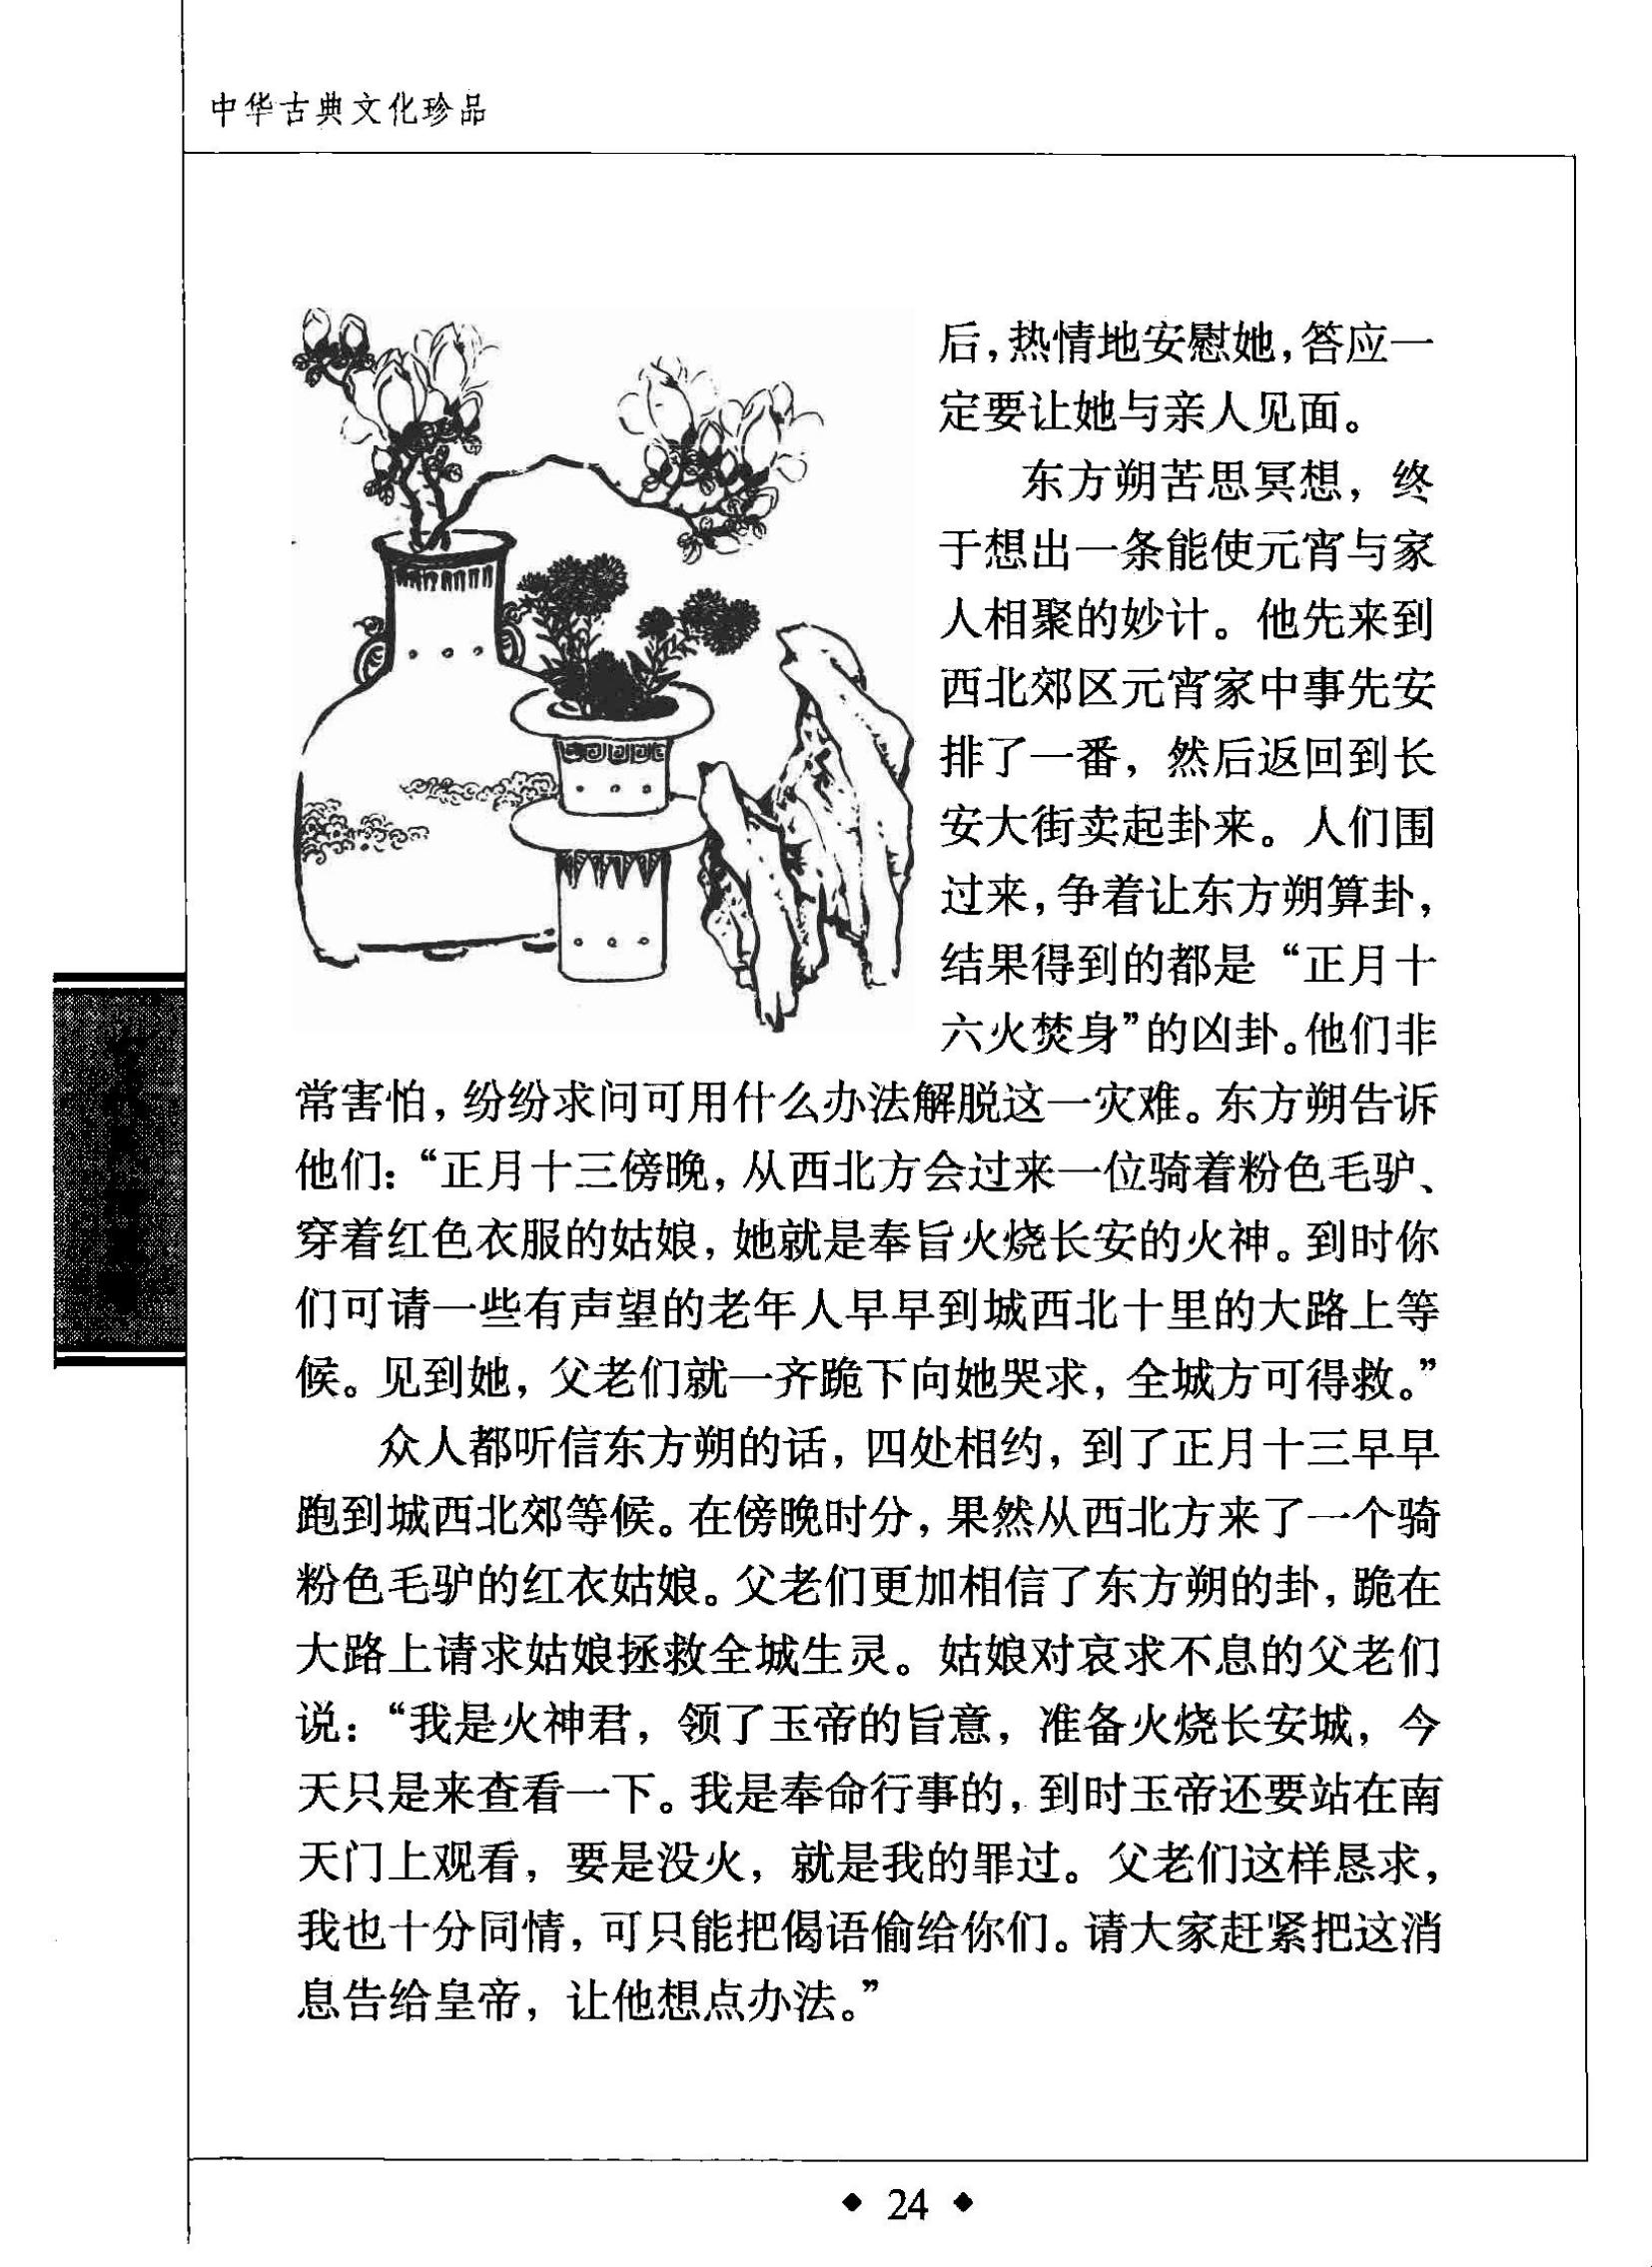 中华古典文化珍品
后，热情地安慰她，答应一
定要让她与亲人见面。
东方朔苦思冥想，终
于想出一条能使元宵与家
人相聚的妙计。他先来到
西北郊区元宵家中事先安
排了一番，然后返回到长
安大街卖起卦来。人们围
过来，争着让东方朔算卦，
结果得到的都是“正月十
六火焚身”的凶卦。他们非
常害怕，纷纷求问可用什么办法解脱这一灾难。东方朔告诉
他们：“正月十三傍晚，从西北方会过来一位骑着粉色毛驴、
穿着红色衣服的姑娘，她就是奉旨火烧长安的火神。到时你
们可请一些有声望的老年人早早到城西北十里的大路上等
候。见到她，父老们就一齐跪下向她哭求，全城方可得救。”
众人都听信东方朔的话，四处相约，到了正月十三早早
跑到城西北郊等候。在傍晚时分，果然从西北方来了一个骑
粉色毛驴的红衣姑娘。父老们更加相信了东方朔的卦，跪在
大路上请求姑娘拯救全城生灵。姑娘对哀求不息的父老们
说：“我是火神君，领了玉帝的旨意，准备火烧长安城，今
天只是来查看一下。我是奉命行事的，到时玉帝还要站在南
天门上观看，要是没火，就是我的罪过。父老们这样恳求，
我也十分同情，可只能把偈语偷给你们。请大家赶紧把这消
息告给皇帝，让他想点办法。”
◆ 24 ◆